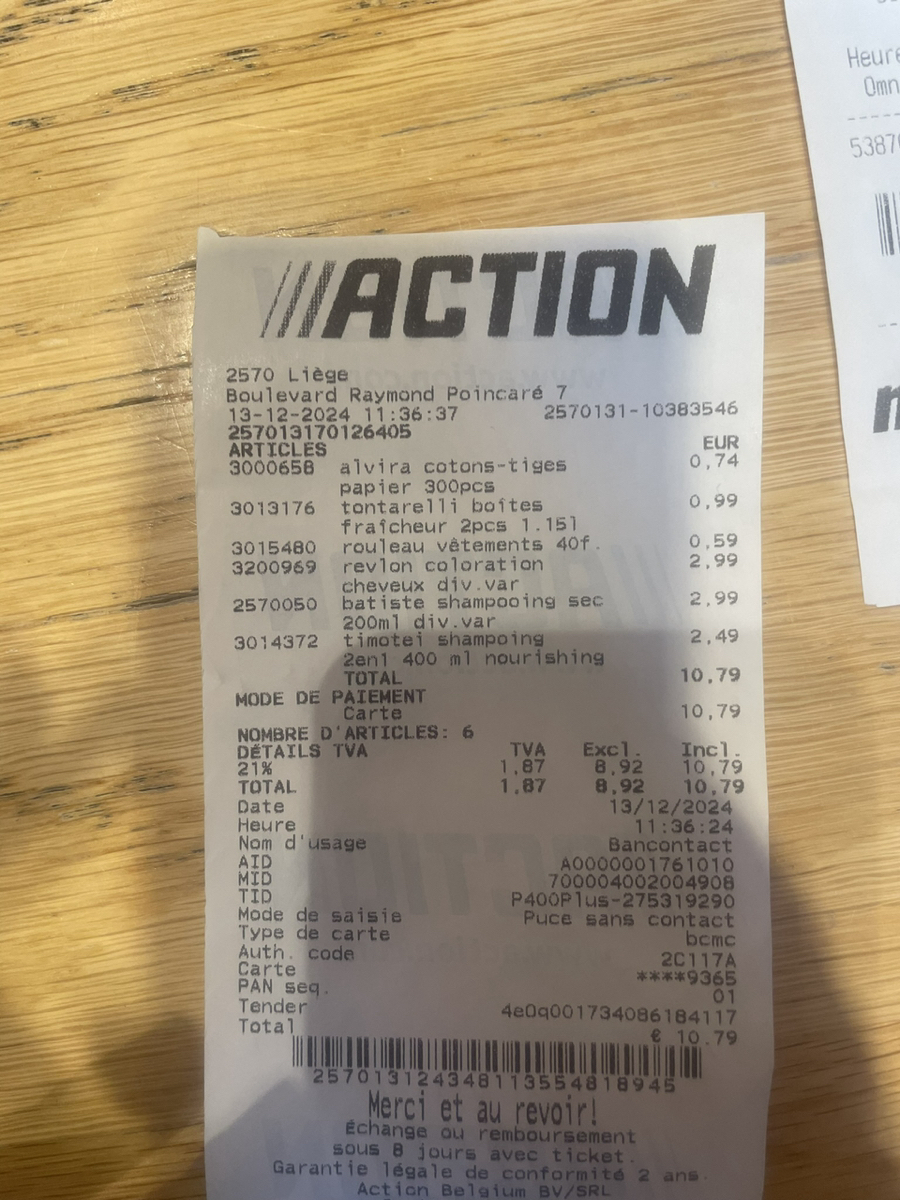 ACTION
2570 Liège
Boulevard Raymond Poincaré 7
13-12-2024 11:36:37 2570131-10383546
257013170126405
ARTICLES EUR
3000658 alvira cotons-tiges 0,74
papier 300pcs
3013176 tontarelli boîtes 0,99
fraîcheur 2pcs 1.15l
3015480 rouleau vêtements 40f. 0,59
3200969 revlon coloration 2,99
cheveux div.var
2570050 batiste shampooing sec 2,99
200ml div.var
3014372 timotei shampoing 2,49
2en1 400 ml nourishing
TOTAL 10,79
MODE DE PAIEMENT
Carte 10,79
NOMBRE D'ARTICLES: 6
DÉTAILS TVA TVA Excl. Incl.
21% 1,87 8,92 10,79
TOTAL 1,87 8,92 10,79
Date 13/12/2024
Heure 11:36:24
Nom d'usage Bancontact
AID A0000001761010
MID 700004002004908
TID P400Plus-275319290
Mode de saisie Puce sans contact
Type de carte bcmc
Auth. code 2C117A
Carte ****9365
PAN seq. 01
Tender 4e0q001734086184117
Total € 10.79
257013124348113554818945
Merci et au revoir!
Échange ou remboursement
sous 8 jours avec ticket.
Garantie légale de conformité 2 ans.
Action Belgium BV/SRL
Heure
Omn
5387